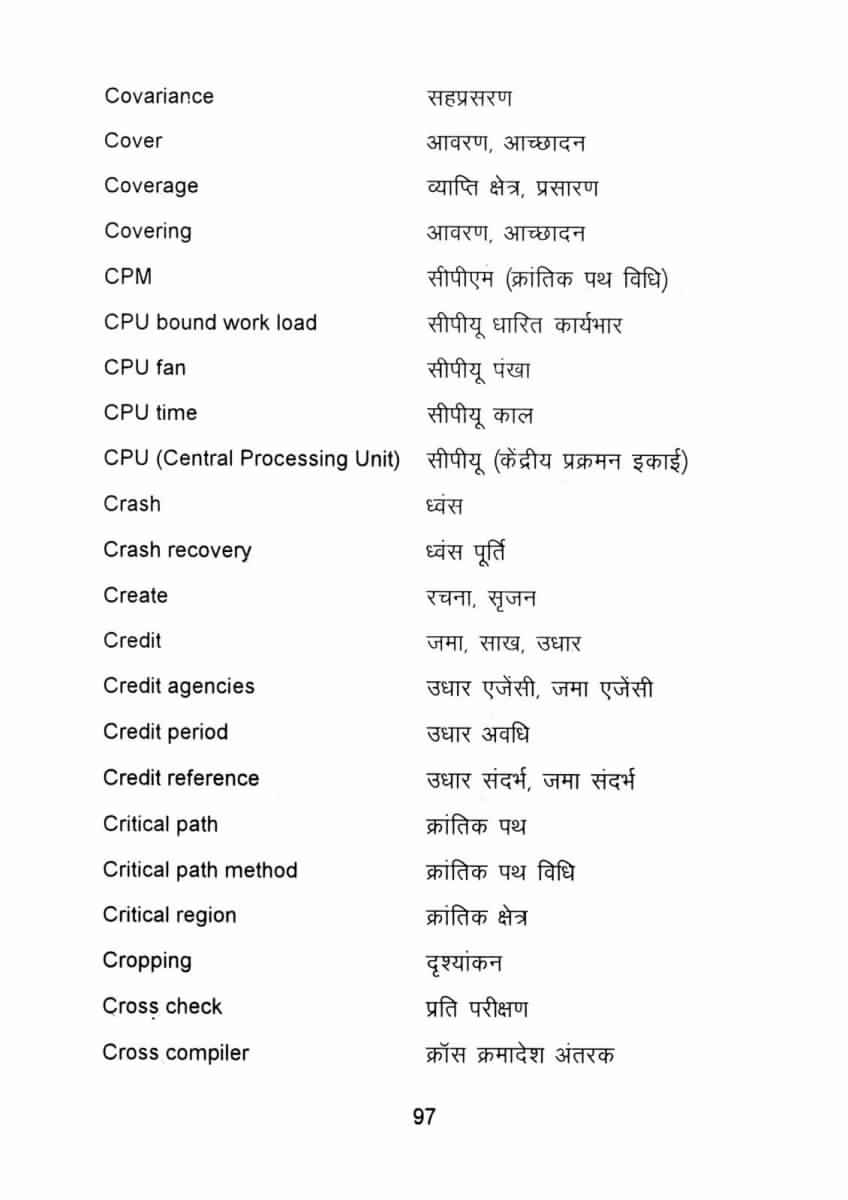 Covariance सहप्रसरण
Cover आवरण, आच्छादन
Coverage व्याप्ति क्षेत्र, प्रसारण
Covering आवरण, आच्छादन
CPM सीपीएम (क्रांतिक पथ विधि)
CPU bound work load सीपीयू धारित कार्यभार
CPU fan सीपीयू पंखा
CPU time सीपीयू काल
CPU (Central Processing Unit) सीपीयू (केंद्रीय प्रक्रमन इकाई)
Crash ध्वंस
Crash recovery ध्वंस पूर्ति
Create रचना, सृजन
Credit जमा, साख, उधार
Credit agencies उधार एजेंसी, जमा एजेंसी
Credit period उधार अवधि
Credit reference उधार संदर्भ, जमा संदर्भ
Critical path क्रांतिक पथ
Critical path method क्रांतिक पथ विधि
Critical region क्रांतिक क्षेत्र
Cropping दृश्यांकन
Cross check प्रति परीक्षण
Cross compiler क्रॉस क्रमादेश अंतरक
97